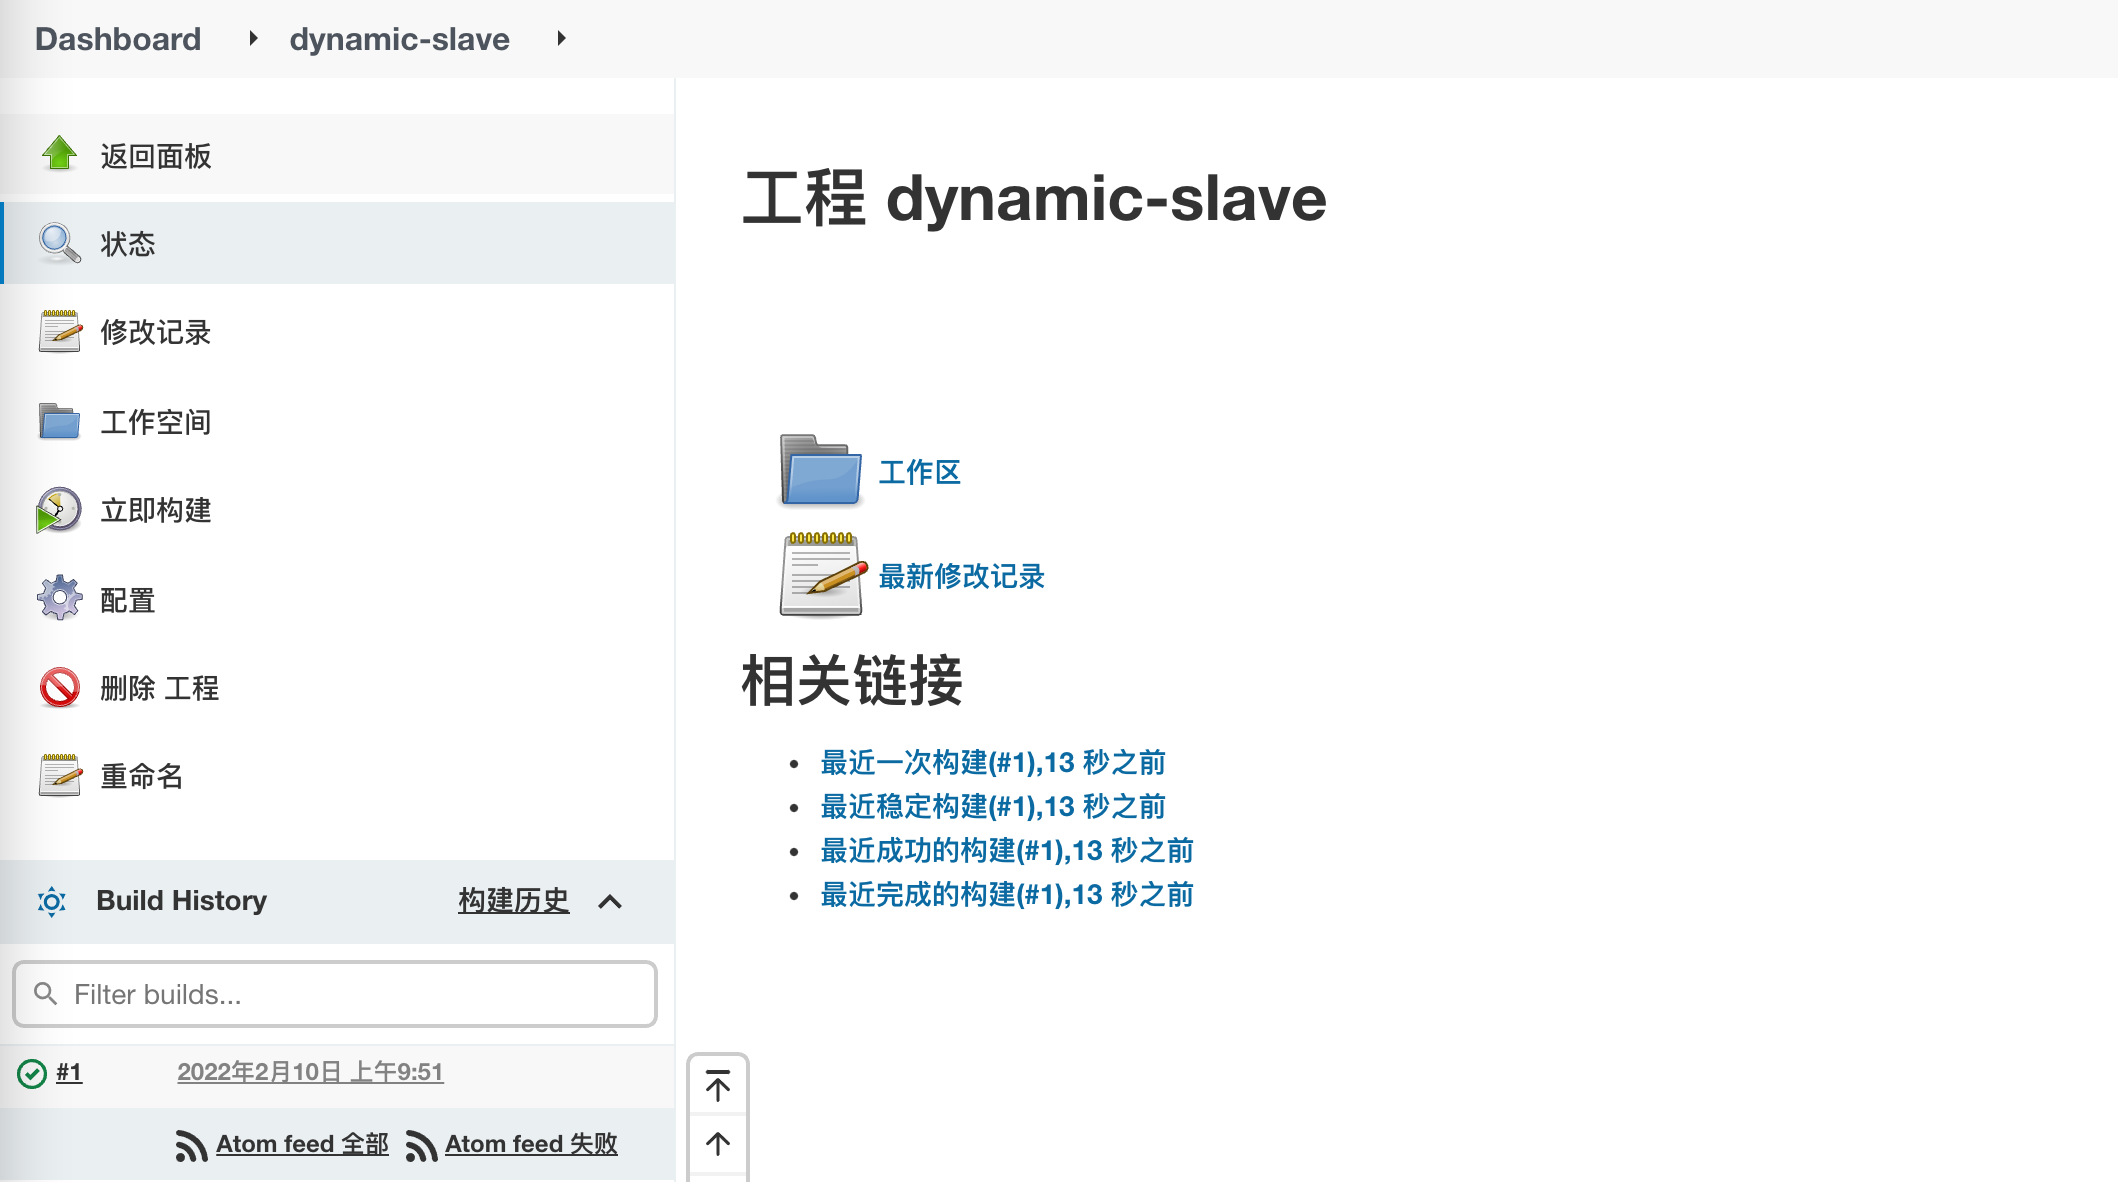 Dashboard dynamic-slave
返回面板
状态
修改记录
工作空间
立即构建
配置
删除 工程
重命名
Build History 构建历史
Filter builds...
#1 2022年2月10日 上午9:51
Atom feed 全部 Atom feed 失败
工程 dynamic-slave
工作区
最新修改记录
相关链接
最近一次构建(#1),13 秒之前
最近稳定构建(#1),13 秒之前
最近成功的构建(#1),13 秒之前
最近完成的构建(#1),13 秒之前